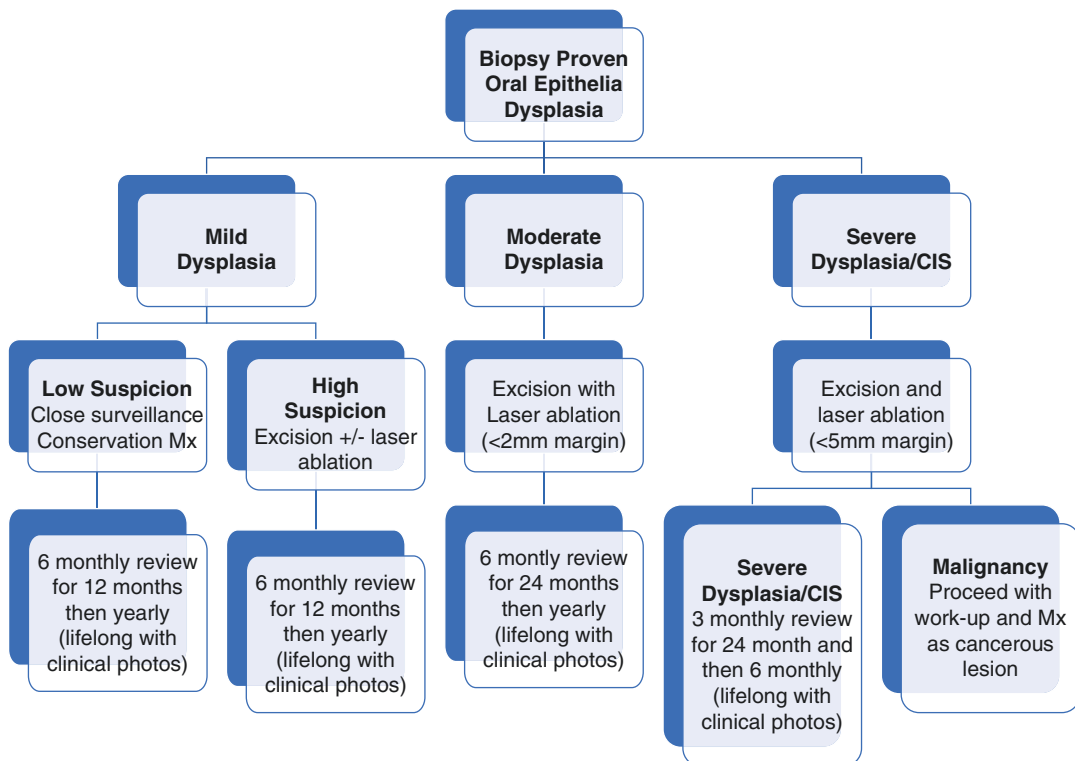 Biopsy Proven
Oral Epithelia
Dysplasia
Mild
Dysplasia
Moderate
Dysplasia
Severe
Dysplasia/CIS
Low Suspicion
Close surveillance
Conservation Mx
High
Suspicion
Excision +/- laser
ablation
Excision with
Laser ablation
(<2mm margin)
Excision and
laser ablation
(<5mm margin)
6 monthly review
for 12 months
then yearly
(lifelong with
clinical photos)
6 monthly review
for 12 months
then yearly
(lifelong with
clinical photos)
6 montly review
for 24 months
then yearly
(lifelong with
clinical photos)
Severe
Dysplasia/CIS
3 monthly review
for 24 month and
then 6 monthly
(lifelong with
clinical photos)
Malignancy
Proceed with
work-up and Mx
as cancerous
lesion